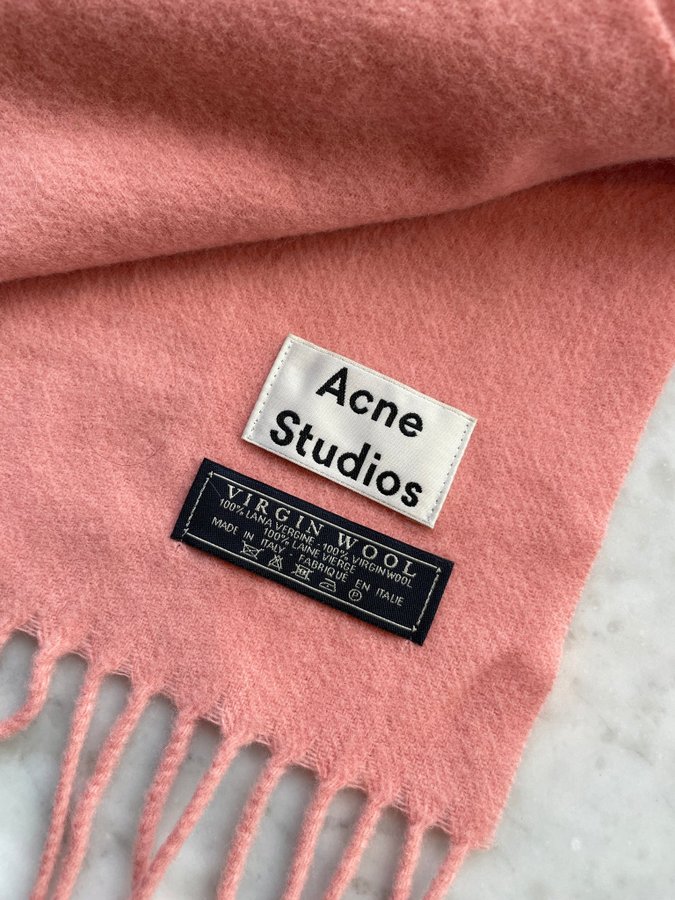 Acne
Studios
VIRGIN WOOL
100% LANA VERGINE - 100% VIRGIN WOOL
100% LAINE VIERGE
MADE IN ITALY - FABRIQUÉ EN ITALIE
P